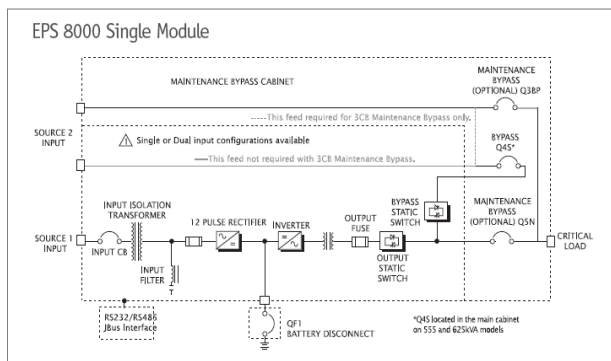 EPS 8000 Single Module
MAINTENANCE BYPASS CABINET
MAINTENANCE
BYPASS
(OPTIONAL) Q3BP
This feed required for 3CB Maintenance Bypass only.
SOURCE 2
INPUT
Single or Dual input configurations available
BYPASS
Q4S*
This feed not required with 3CB Maintenance Bypass.
INPUT ISOLATION
TRANSFORMER
12 PULSE RECTIFIER
INVERTER
OUTPUT
FUSE
BYPASS
STATIC
SWITCH
MAINTENANCE
BYPASS
(OPTIONAL) Q5N
SOURCE 1
INPUT
INPUT CB
INPUT
FILTER
OUTPUT
STATIC
SWITCH
CRITICAL
LOAD
RS232/RS485
JBus Interface
QF1
BATTERY DISCONNECT
*Q4S located in the main cabinet
on 555 and 625kVA models